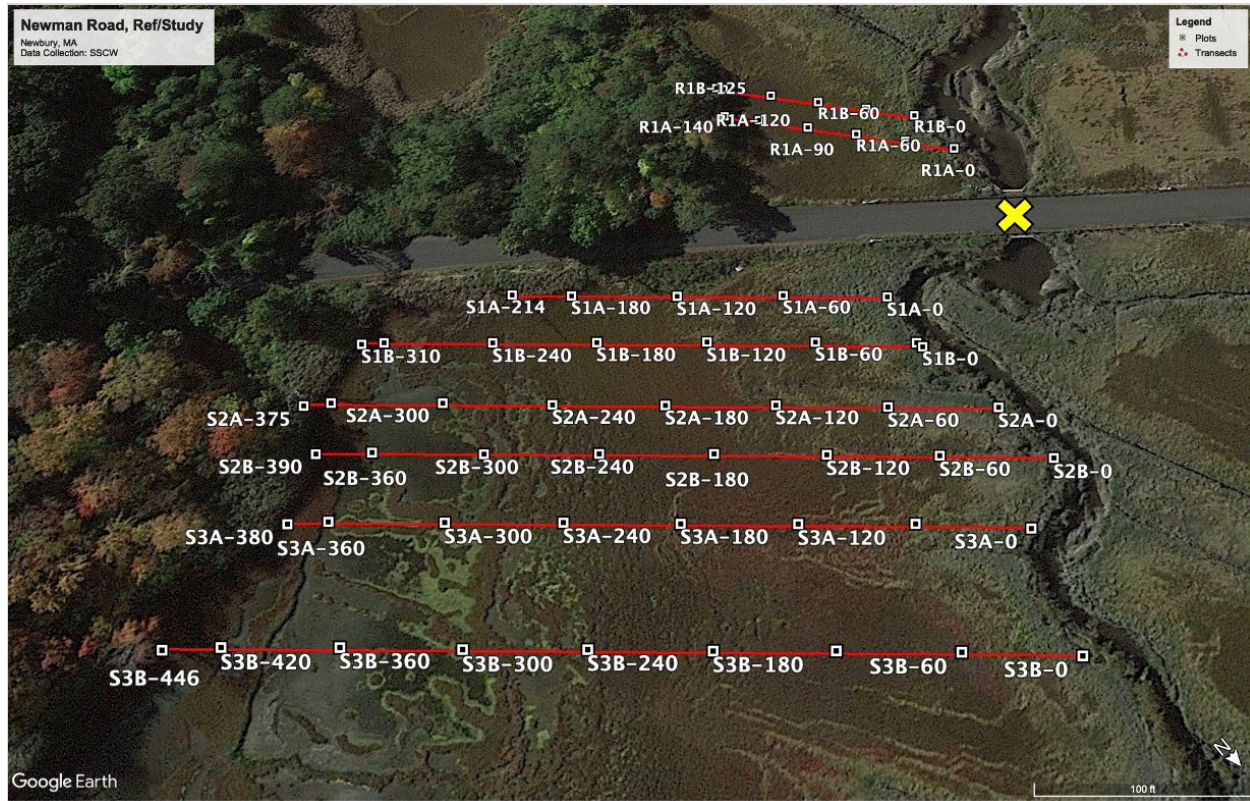 Newman Road, Ref/Study
Newbury, MA
Data Collection: SSCW
Legend
Plots
Transects
R1B-125
R1B-60
R1B-0
R1A-140
R1A-120
R1A-90
R1A-60
R1A-0
S1A-214
S1A-180
S1A-120
S1A-60
S1A-0
S1B-310
S1B-240
S1B-180
S1B-120
S1B-60
S1B-0
S2A-375
S2A-300
S2A-240
S2A-180
S2A-120
S2A-60
S2A-0
S2B-390
S2B-360
S2B-300
S2B-240
S2B-180
S2B-120
S2B-60
S2B-0
S3A-380
S3A-360
S3A-300
S3A-240
S3A-180
S3A-120
S3A-0
S3B-446
S3B-420
S3B-360
S3B-300
S3B-240
S3B-180
S3B-60
S3B-0
N
Google Earth
100 ft